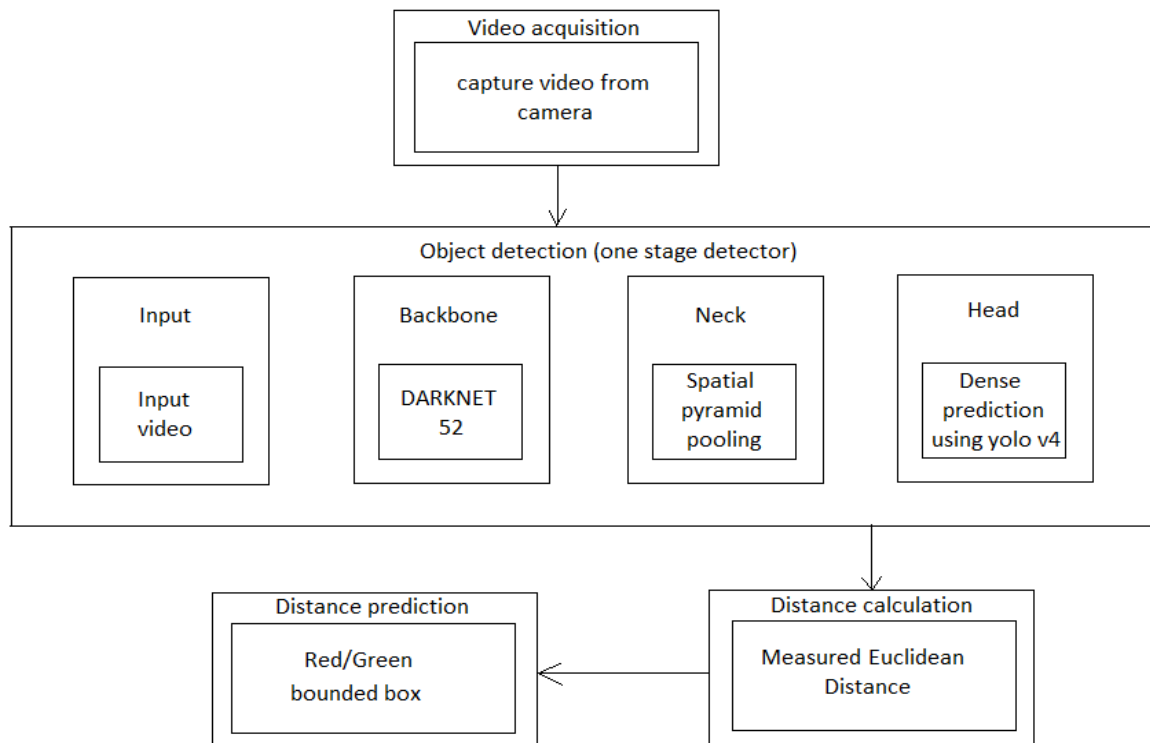 Video acquisition
capture video from
camera
Object detection (one stage detector)
Input
Input
video
Backbone
DARKNET
52
Neck
Spatial
pyramid
pooling
Head
Dense
prediction
using yolo v4
Distance prediction
Red/Green
bounded box
Distance calculation
Measured Euclidean
Distance